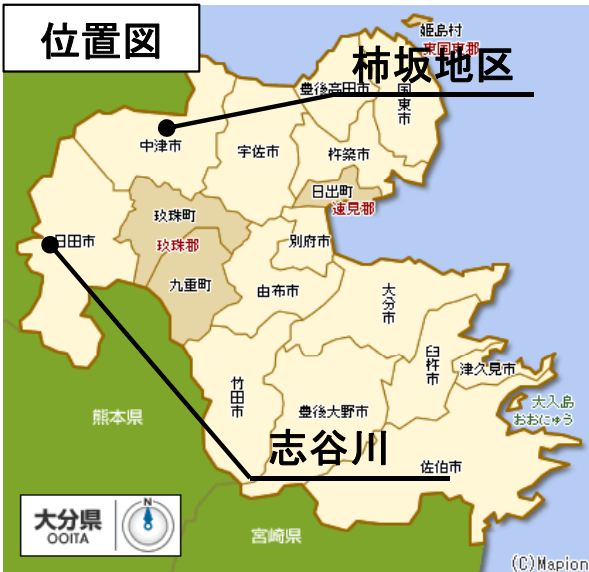 位置図
姫島村
東国東郡
柿坂地区
豊後高田市
国東市
中津市
宇佐市
杵築市
日出町
速見郡
玖珠町
日田市
玖珠郡
別府市
九重町
由布市
大分市
臼杵市
津久見市
竹田市
大入島
おおにゅう
豊後大野市
熊本県
志谷川
佐伯市
大分県
OOITA
N
宮崎県
(C)Mapion